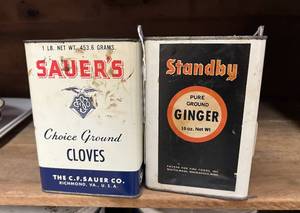 1 LB. NET WT. 453.6 GRAMS.
SAUER'S
Choice Ground
CLOVES
THE C.F. SAUER CO.
RICHMOND, VA., U.S.A.
Standby
PURE
GROUND
GINGER
16 oz. Net Wt